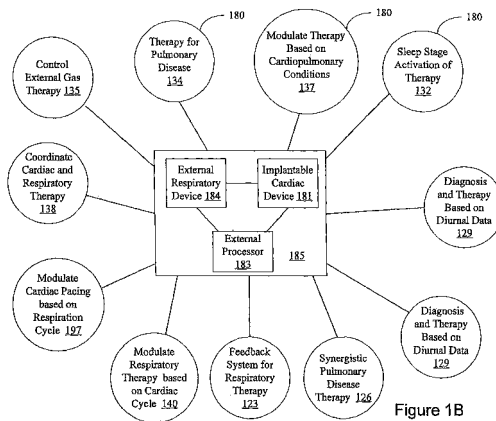 180
180
180
Therapy for
Pulmonary
Disease
134
Modulate Therapy
Based on
Cardiopulmonary
Conditions
137
Sleep Stage
Activation of
Therapy
132
Control
External Gas
Therapy
135
External
Respiratory
Device
184
Implantable
Cardiac
Device 181
External
Processor
183
185
Coordinate
Cardiac and
Respiratory
Therapy
138
Diagnosis
and Therapy
Based on
Diurnal Data
129
Modulate
Cardiac Pacing
based on
Respiration
Cycle 197
Diagnosis
and Therapy
Based on
Diurnal Data
129
Modulate
Respiratory
Therapy based
on Cardiac
Cycle 140
Feedback
System for
Respiratory
Therapy
123
Synergistic
Pulmonary
Disease
Therapy 126
Figure 1B